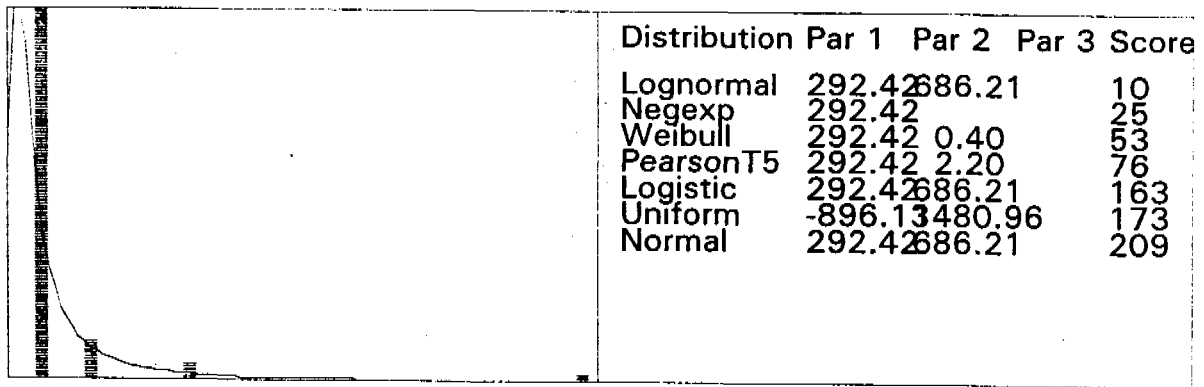 Distribution Par 1 Par 2 Par 3 Score
Lognormal 292.42 686.21 10
Negexp 292.42 25
Weibull 292.42 0.40 53
PearsonT5 292.42 2.20 76
Logistic 292.42 686.21 163
Uniform -896.13 1480.96 173
Normal 292.42 686.21 209